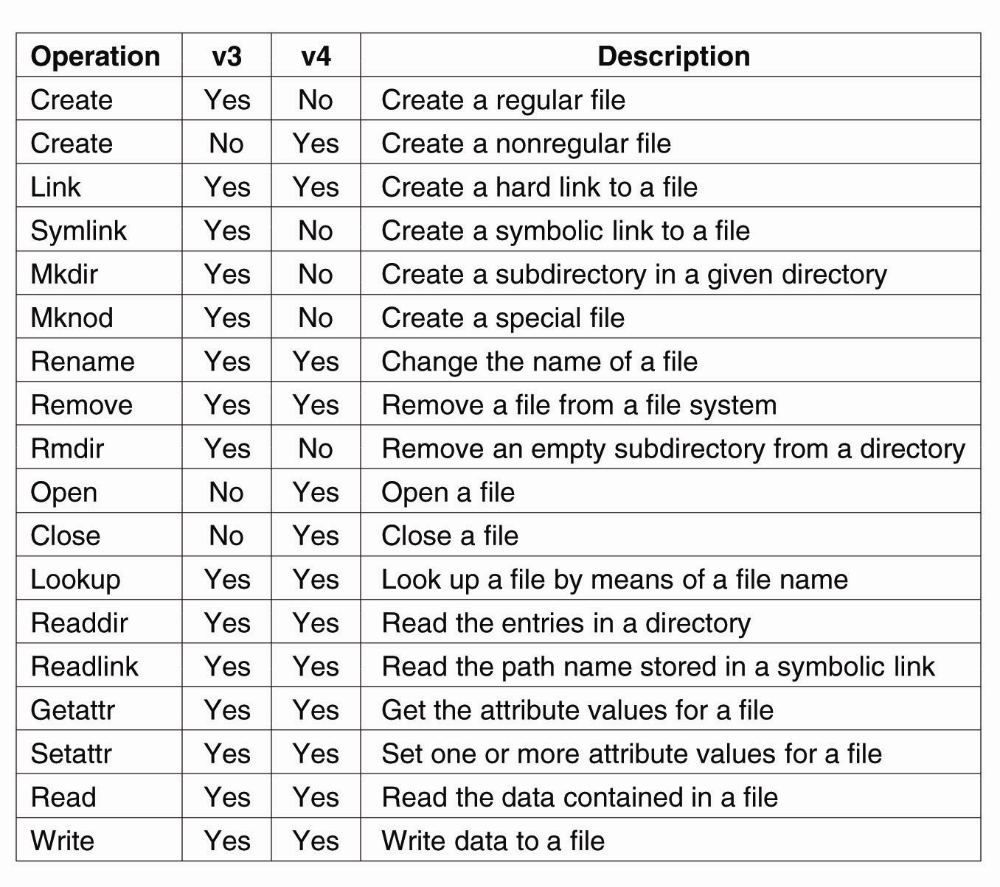 Operation v3 v4 Description
Create Yes No Create a regular file
Create No Yes Create a nonregular file
Link Yes Yes Create a hard link to a file
Symlink Yes No Create a symbolic link to a file
Mkdir Yes No Create a subdirectory in a given directory
Mknod Yes No Create a special file
Rename Yes Yes Change the name of a file
Remove Yes Yes Remove a file from a file system
Rmdir Yes No Remove an empty subdirectory from a directory
Open No Yes Open a file
Close No Yes Close a file
Lookup Yes Yes Look up a file by means of a file name
Readdir Yes Yes Read the entries in a directory
Readlink Yes Yes Read the path name stored in a symbolic link
Getattr Yes Yes Get the attribute values for a file
Setattr Yes Yes Set one or more attribute values for a file
Read Yes Yes Read the data contained in a file
Write Yes Yes Write data to a file